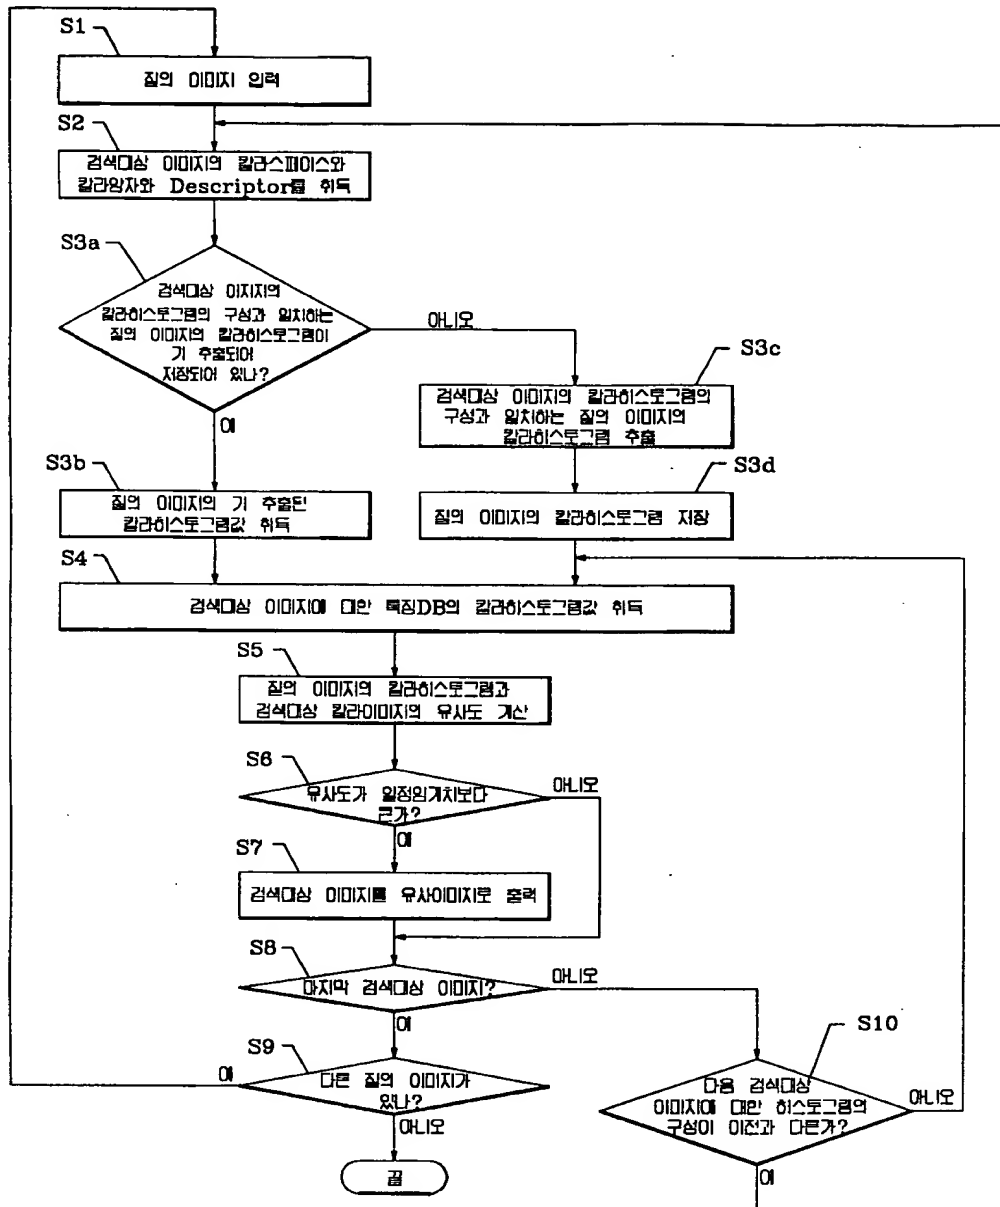 S1
질의 이미지 입력
S2
검색대상 이미지의 칼라스페이스와
칼라양자화 Descriptor를 취득
S3a
검색대상 이지지의
칼라히스토그램의 구성과 일치하는
질의 이미지의 칼라히스토그램이
기 추출되어
저장되어 있나?
아니오
예
S3c
검색대상 이미지의 칼라히스토그램의
구성과 일치하는 질의 이미지의
칼라히스토그램 추출
S3b
질의 이미지의 기 추출된
칼라히스토그램값 취득
S3d
질의 이미지의 칼라히스토그램 저장
S4
검색대상 이미지에 대한 특징DB의 칼라히스토그램값 취득
S5
질의 이미지의 칼라히스토그램과
검색대상 칼라이미지의 유사도 계산
S6
유사도가 일정임계치보다
큰가?
아니오
예
S7
검색대상 이미지를 유사이미지로 출력
S8
마지막 검색대상 이미지?
아니오
예
S9
다른 질의 이미지가
있나?
예
아니오
끝
S10
다음 검색대상
이미지에 대한 히스토그램의
구성이 이전과 다른가?
아니오
예